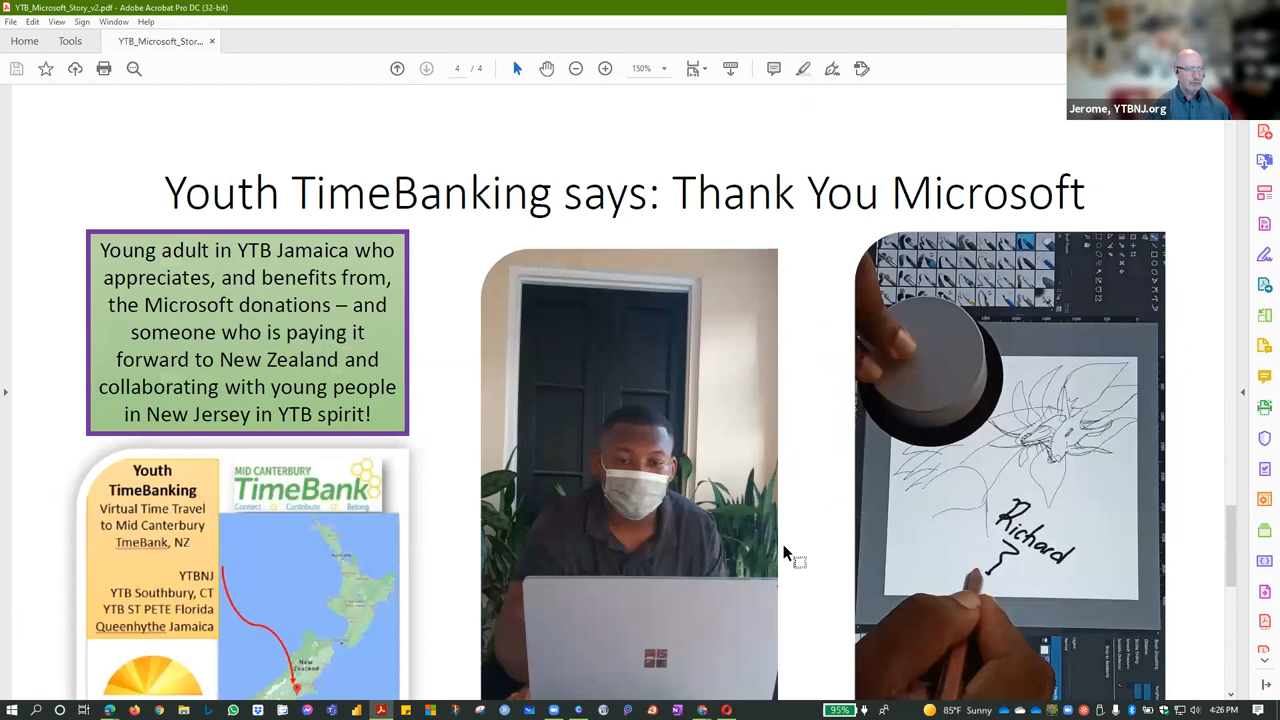 YTB_Microsoft_Story_v2.pdf - Adobe Acrobat Pro DC (32-bit)
File Edit View Sign Window Help
Home Tools YTB_Microsoft_Stor... ×
4 / 4 150%
Jerome, YTBNJ.org
Youth TimeBanking says: Thank You Microsoft
Young adult in YTB Jamaica who
appreciates, and benefits from,
the Microsoft donations – and
someone who is paying it
forward to New Zealand and
collaborating with young people
in New Jersey in YTB spirit!
Youth
TimeBanking
Virtual Time Travel
to Mid Canterbury
TmeBank, NZ
YTBNJ
YTB Southbury, CT
YTB ST PETE Florida
Queenhythe Jamaica
MID CANTERBURY
TimeBank
Connect Contribute Belong
New
Zealand
Richard
95%
85°F Sunny
4:26 PM